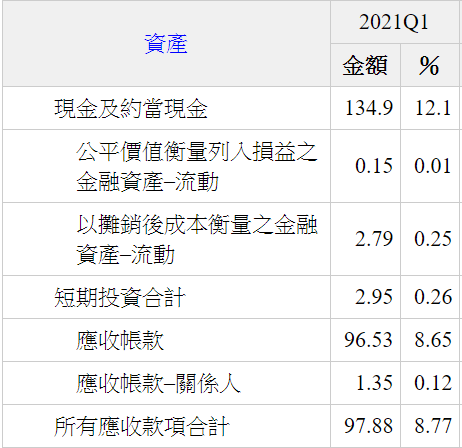 資產 2021Q1
金額 %
現金及約當現金 134.9 12.1
公平價值衡量列入損益之
金融資產–流動 0.15 0.01
以攤銷後成本衡量之金融
資產–流動 2.79 0.25
短期投資合計 2.95 0.26
應收帳款 96.53 8.65
應收帳款–關係人 1.35 0.12
所有應收款項合計 97.88 8.77